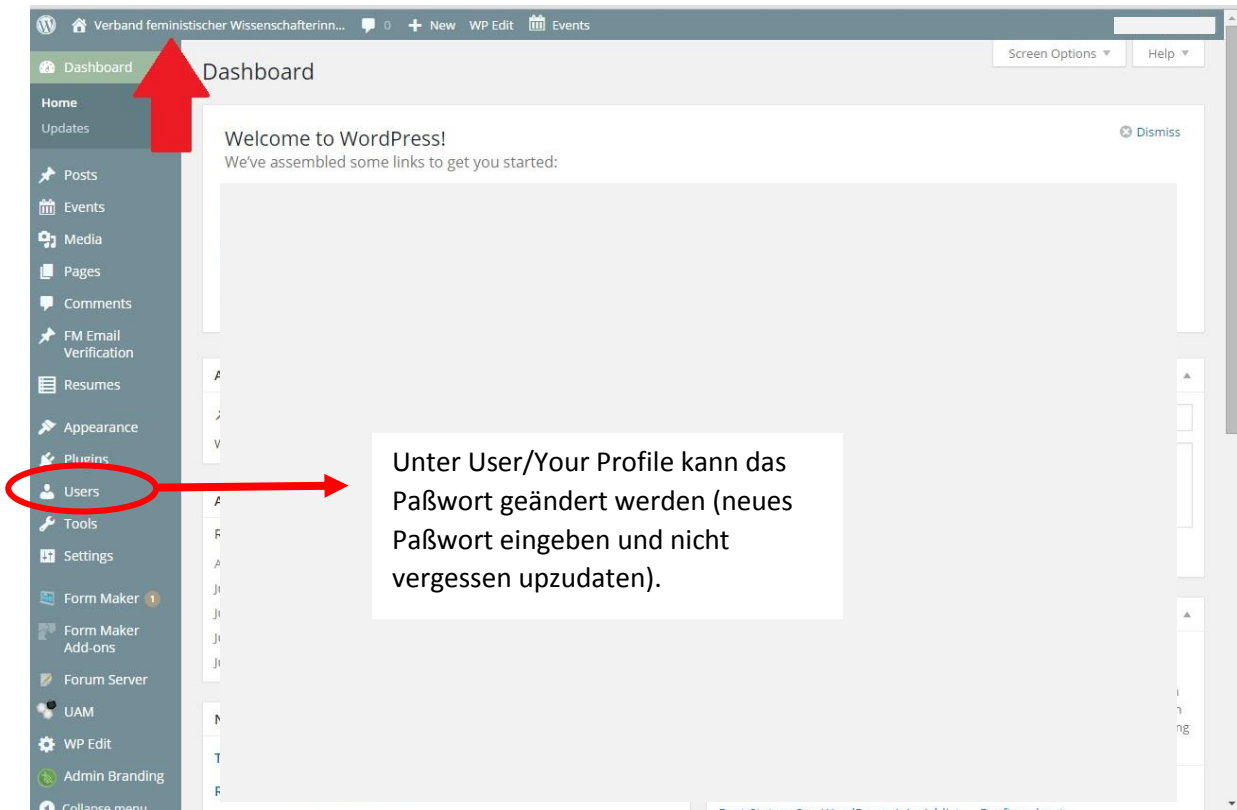 Verband feministischer Wissenschafterinn... 0 New WP Edit Events
Screen Options Help
Dashboard
Home
Updates
Posts
Events
Media
Pages
Comments
FM Email
Verification
Resumes
Appearance
Plugins
Users
Tools
Settings
Form Maker 1
Form Maker
Add-ons
Forum Server
UAM
WP Edit
Admin Branding
Collapse menu
Dashboard
Welcome to WordPress!
Dismiss
We've assembled some links to get you started:
Unter User/Your Profile kann das
Paßwort geändert werden (neues
Paßwort eingeben und nicht
vergessen upzudaten).